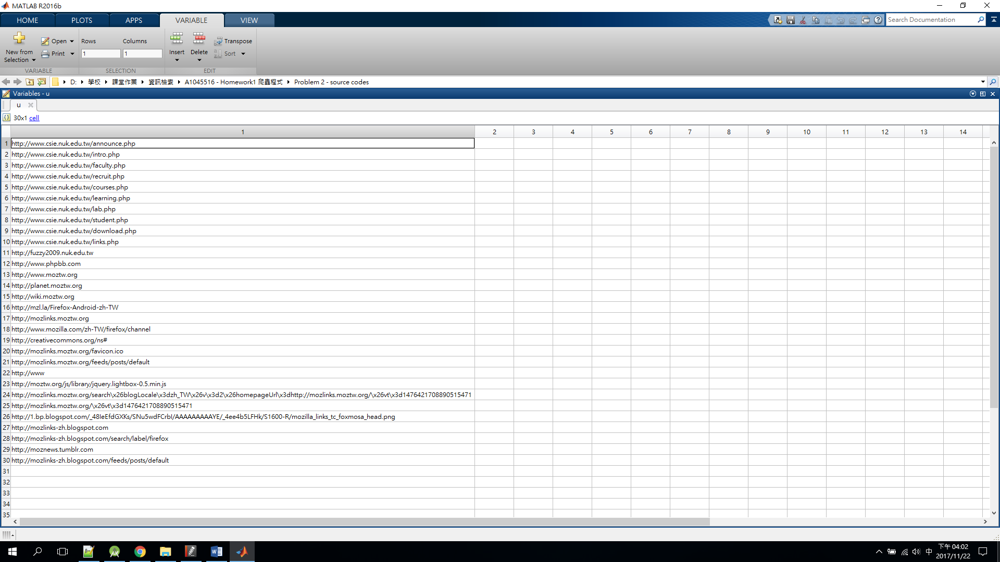 MATLAB R2016b
HOME PLOTS APPS VARIABLE VIEW
Search Documentation
New from Selection
Open
Print
Rows Columns
1 1
Insert
Delete
Transpose
Sort
VARIABLE SELECTION EDIT
D: 學校 課堂作業 資訊檢索 A1045516 - Homework1 爬蟲程式 Problem 2 - source codes
Variables - u
u
30x1 cell
1 2 3 4 5 6 7 8 9 10 11 12 13 14
1 http://www.csie.nuk.edu.tw/announce.php
2 http://www.csie.nuk.edu.tw/intro.php
3 http://www.csie.nuk.edu.tw/faculty.php
4 http://www.csie.nuk.edu.tw/recruit.php
5 http://www.csie.nuk.edu.tw/courses.php
6 http://www.csie.nuk.edu.tw/learning.php
7 http://www.csie.nuk.edu.tw/lab.php
8 http://www.csie.nuk.edu.tw/student.php
9 http://www.csie.nuk.edu.tw/download.php
10 http://www.csie.nuk.edu.tw/links.php
11 http://fuzzy2009.nuk.edu.tw
12 http://www.phpbb.com
13 http://www.moztw.org
14 http://planet.moztw.org
15 http://wiki.moztw.org
16 http://mzl.la/Firefox-Android-zh-TW
17 http://mozlinks.moztw.org
18 http://www.mozilla.com/zh-TW/firefox/channel
19 http://creativecommons.org/ns#
20 http://mozlinks.moztw.org/favicon.ico
21 http://mozlinks.moztw.org/feeds/posts/default
22 http://www
23 http://moztw.org/js/library/jquery.lightbox-0.5.min.js
24 http://mozlinks.moztw.org/search\x26blogLocale\x3dzh_TW\x26v\x3d2\x26homepageUrl\x3dhttp://mozlinks.moztw.org/\x26vt\x3d1476421708890515471
25 http://mozlinks.moztw.org/\x26vt\x3d1476421708890515471
26 http://1.bp.blogspot.com/_48IeEfdGXKs/SNu5wdFCrbI/AAAAAAAAAYE/_4ee4b5LFHk/S1600-R/mozilla_links_tc_foxmosa_head.png
27 http://mozlinks-zh.blogspot.com
28 http://mozlinks-zh.blogspot.com/search/label/firefox
29 http://moznews.tumblr.com
30 http://mozlinks-zh.blogspot.com/feeds/posts/default
31
32
33
34
35
中
下午 04:02
2017/11/22